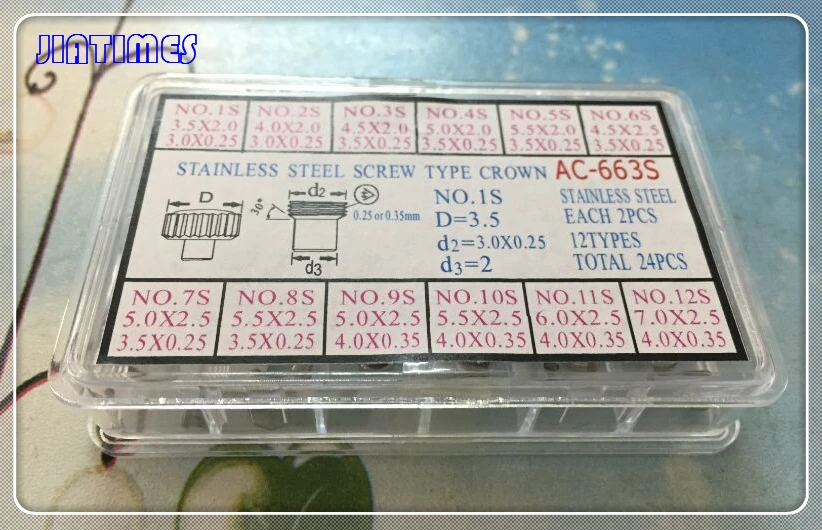 JIATIMES
NO.1S NO.2S NO.3S NO.4S NO.5S NO.6S
3.5X2.0 4.0X2.0 4.5X2.0 5.0X2.0 5.5X2.0 4.5X2.5
3.0X0.25 3.0X0.25 3.5X0.25 3.5X0.25 3.5X0.25 3.5X0.25
STAINLESS STEEL SCREW TYPE CROWN AC-663S
D 30° d2 0.25 or 0.35mm d3
NO.1S STAINLESS STEEL
D=3.5 EACH 2PCS
d2=3.0X0.25 12TYPES
d3=2 TOTAL 24PCS
NO.7S NO.8S NO.9S NO.10S NO.11S NO.12S
5.0X2.5 5.5X2.5 5.0X2.5 5.5X2.5 6.0X2.5 7.0X2.5
3.5X0.25 3.5X0.25 4.0X0.35 4.0X0.35 4.0X0.35 4.0X0.35